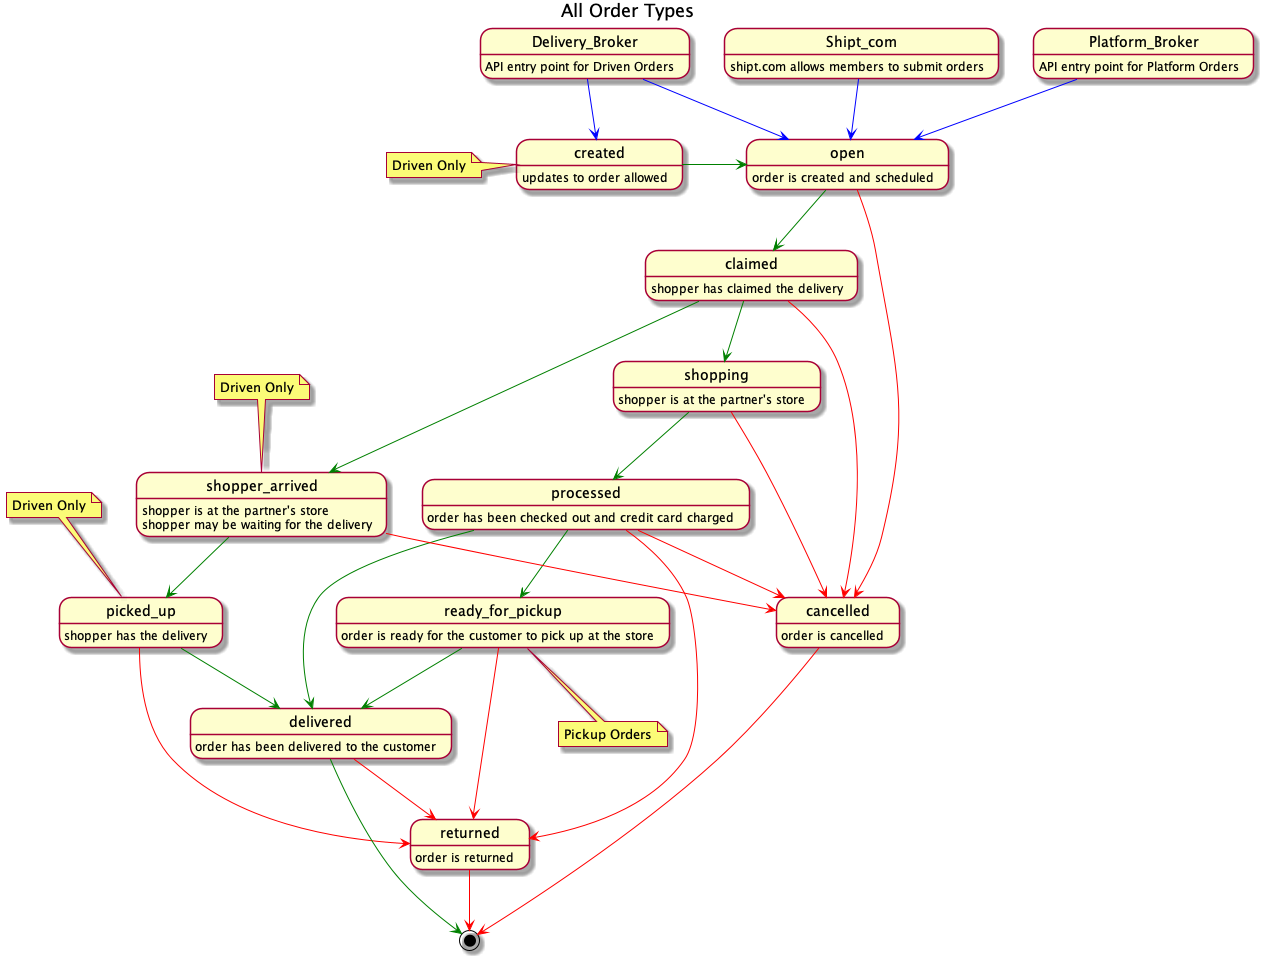 All Order Types
Delivery_Broker
API entry point for Driven Orders
Shipt_com
shipt.com allows members to submit orders
Platform_Broker
API entry point for Platform Orders
Driven Only
created
updates to order allowed
open
order is created and scheduled
claimed
shopper has claimed the delivery
shopping
shopper is at the partner's store
Driven Only
shopper_arrived
shopper is at the partner's store
shopper may be waiting for the delivery
processed
order has been checked out and credit card charged
Driven Only
picked_up
shopper has the delivery
ready_for_pickup
order is ready for the customer to pick up at the store
cancelled
order is cancelled
delivered
order has been delivered to the customer
Pickup Orders
returned
order is returned